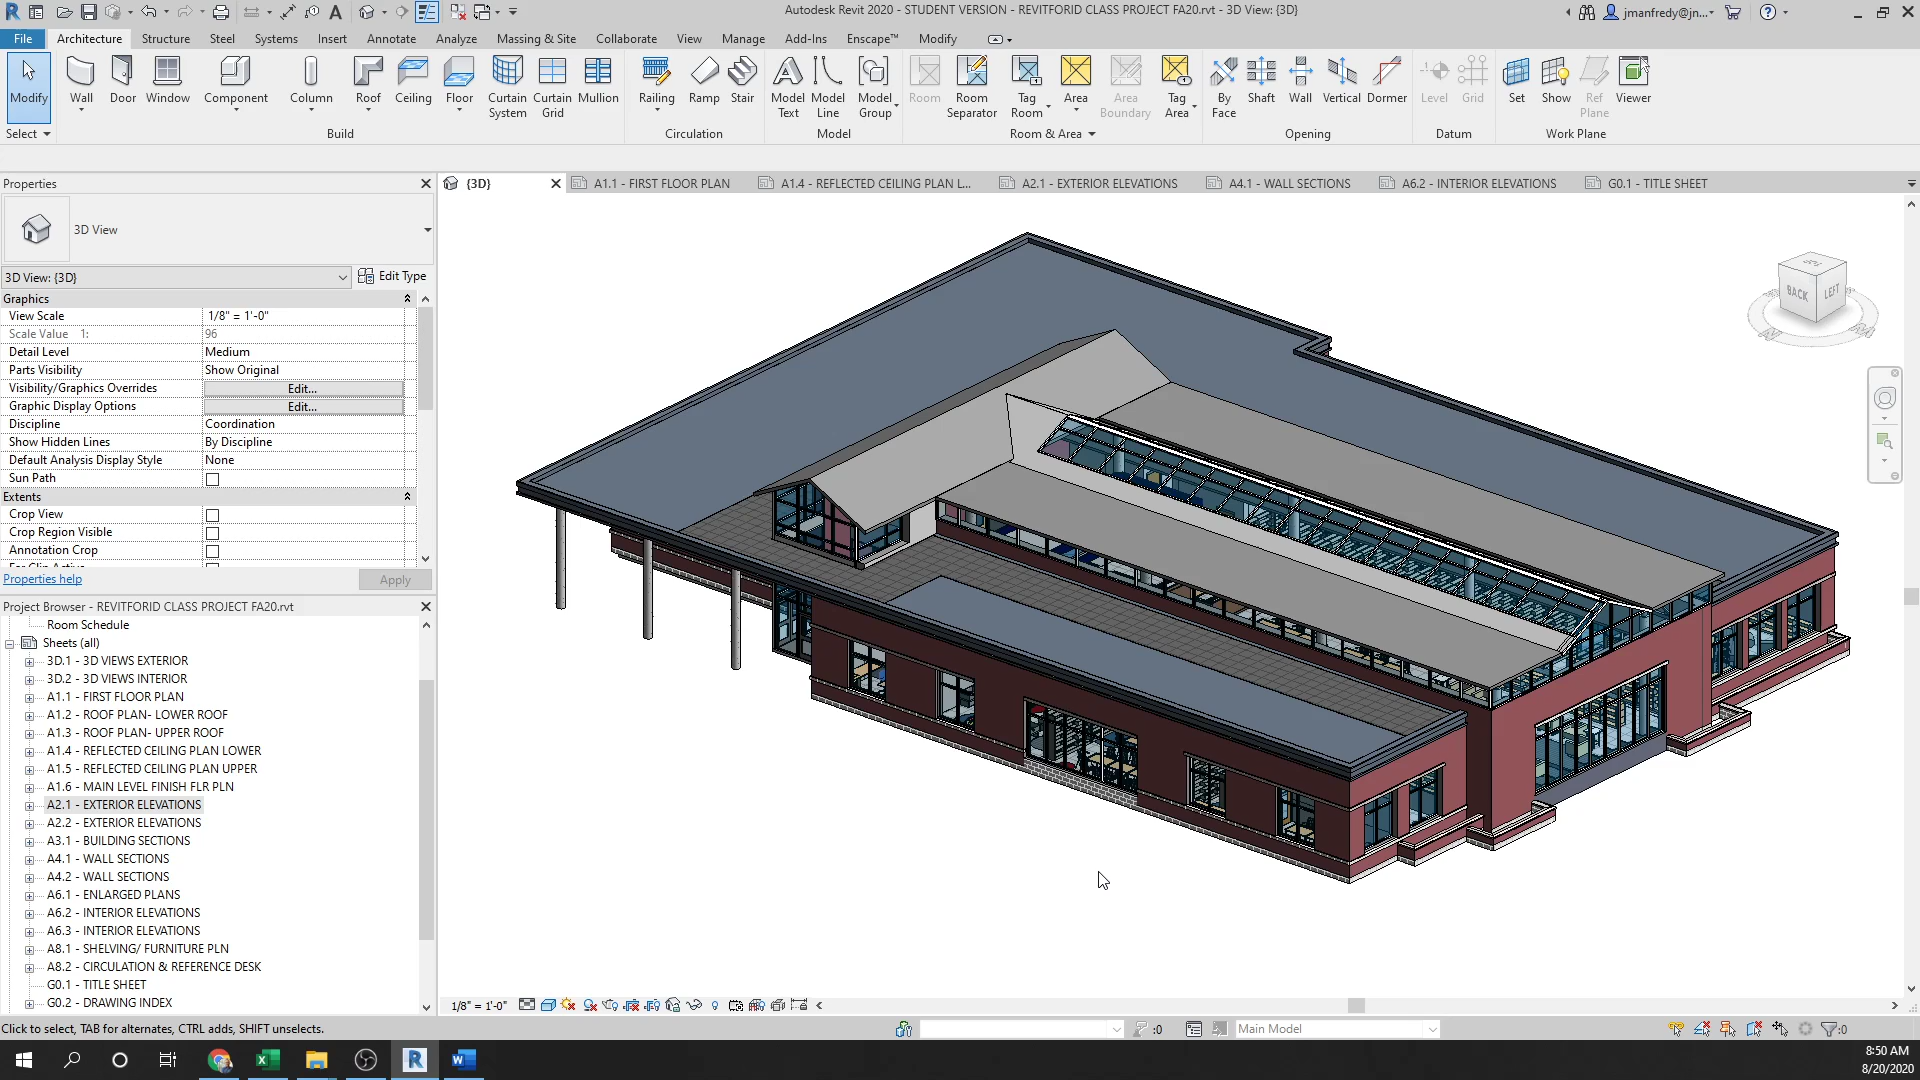 Autodesk Revit 2020 - STUDENT VERSION - REVITFORID CLASS PROJECT FA20.rvt - 3D View: {3D}
jmanfredy@jn...
File Architecture Structure Steel Systems Insert Annotate Analyze Massing & Site Collaborate View Manage Add-Ins Enscape™ Modify
Modify Wall Door Window Component Column Roof Ceiling Floor Curtain System Curtain Grid Mullion Railing Ramp Stair Model Text Model Line Model Group Room Room Separator Tag Room Area Area Boundary Tag Area By Face Shaft Wall Vertical Dormer Level Grid Set Show Ref Plane Viewer
Select Build Circulation Model Room & Area Opening Datum Work Plane
Properties
{3D} A1.1 - FIRST FLOOR PLAN A1.4 - REFLECTED CEILING PLAN L... A2.1 - EXTERIOR ELEVATIONS A4.1 - WALL SECTIONS A6.2 - INTERIOR ELEVATIONS G0.1 - TITLE SHEET
3D View
3D View: {3D} Edit Type
Graphics
View Scale 1/8" = 1'-0"
Scale Value 1: 96
Detail Level Medium
Parts Visibility Show Original
Visibility/Graphics Overrides Edit...
Graphic Display Options Edit...
Discipline Coordination
Show Hidden Lines By Discipline
Default Analysis Display Style None
Sun Path
Extents
Crop View
Crop Region Visible
Annotation Crop
Properties help Apply
BACK LEFT
Project Browser - REVITFORID CLASS PROJECT FA20.rvt
Room Schedule
Sheets (all)
3D.1 - 3D VIEWS EXTERIOR
3D.2 - 3D VIEWS INTERIOR
A1.1 - FIRST FLOOR PLAN
A1.2 - ROOF PLAN- LOWER ROOF
A1.3 - ROOF PLAN- UPPER ROOF
A1.4 - REFLECTED CEILING PLAN LOWER
A1.5 - REFLECTED CEILING PLAN UPPER
A1.6 - MAIN LEVEL FINISH FLR PLN
A2.1 - EXTERIOR ELEVATIONS
A2.2 - EXTERIOR ELEVATIONS
A3.1 - BUILDING SECTIONS
A4.1 - WALL SECTIONS
A4.2 - WALL SECTIONS
A6.1 - ENLARGED PLANS
A6.2 - INTERIOR ELEVATIONS
A6.3 - INTERIOR ELEVATIONS
A8.1 - SHELVING/ FURNITURE PLN
A8.2 - CIRCULATION & REFERENCE DESK
G0.1 - TITLE SHEET
G0.2 - DRAWING INDEX
1/8" = 1'-0"
Click to select, TAB for alternates, CTRL adds, SHIFT unselects.
:0
Main Model
:0
8:50 AM
8/20/2020